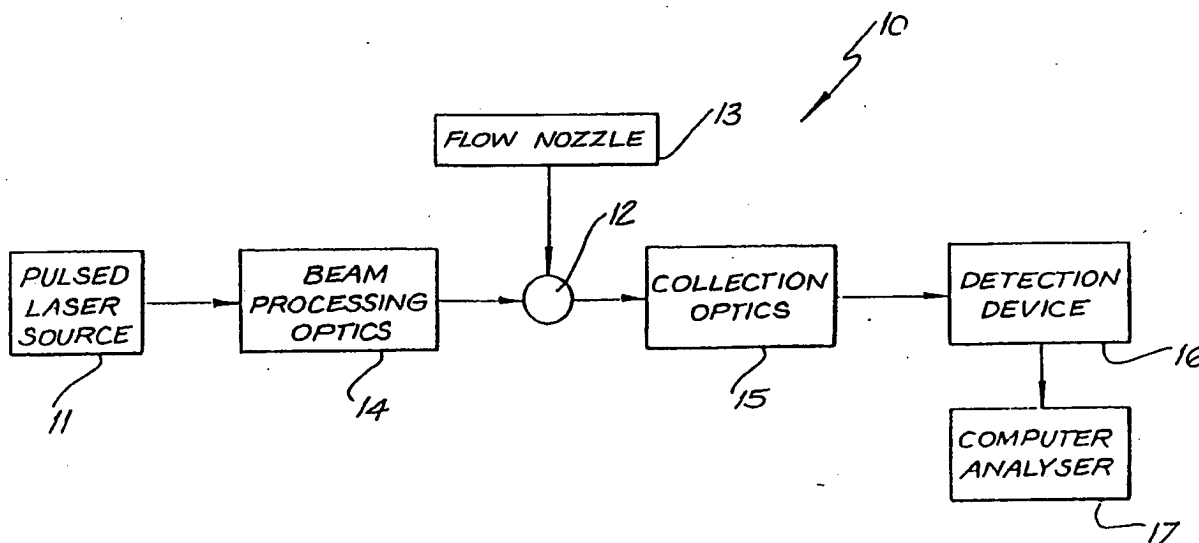 10
FLOW NOZZLE
13
12
PULSED
LASER
SOURCE
11
BEAM
PROCESSING
OPTICS
14
COLLECTION
OPTICS
15
DETECTION
DEVICE
16
COMPUTER
ANALYSER
17